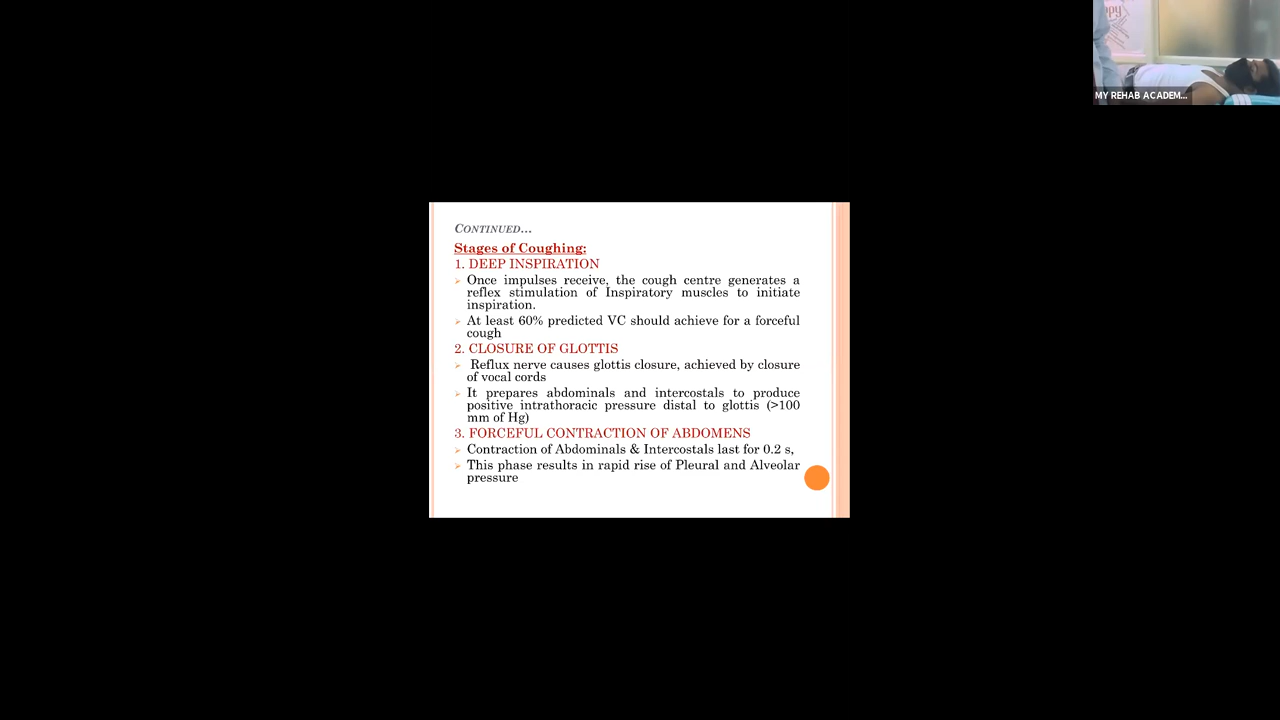 CONTINUED...
Stages of Coughing:
1. DEEP INSPIRATION
Once impulses receive, the cough centre generates a
reflex stimulation of Inspiratory muscles to initiate
inspiration.
At least 60% predicted VC should achieve for a forceful
cough
2. CLOSURE OF GLOTTIS
Reflux nerve causes glottis closure, achieved by closure
of vocal cords
It prepares abdominals and intercostals to produce
positive intrathoracic pressure distal to glottis (>100
mm of Hg)
3. FORCEFUL CONTRACTION OF ABDOMENS
Contraction of Abdominals & Intercostals last for 0.2 s,
This phase results in rapid rise of Pleural and Alveolar
pressure
MY REHAB ACADEM...